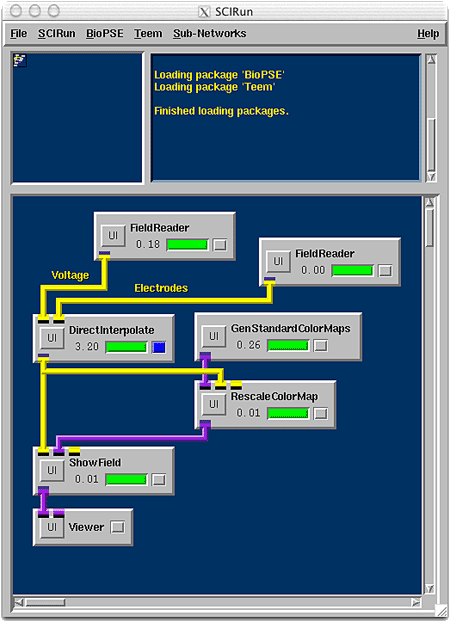 SCIRun
File SCIRun BioPSE Teem Sub-Networks Help
Loading package 'BioPSE'
Loading package 'Teem'
Finished loading packages.
UI FieldReader
0.18
UI FieldReader
0.00
Voltage
Electrodes
UI DirectInterpolate
3.20
UI GenStandardColorMaps
0.26
UI RescaleColorMap
0.01
UI ShowField
0.01
UI Viewer